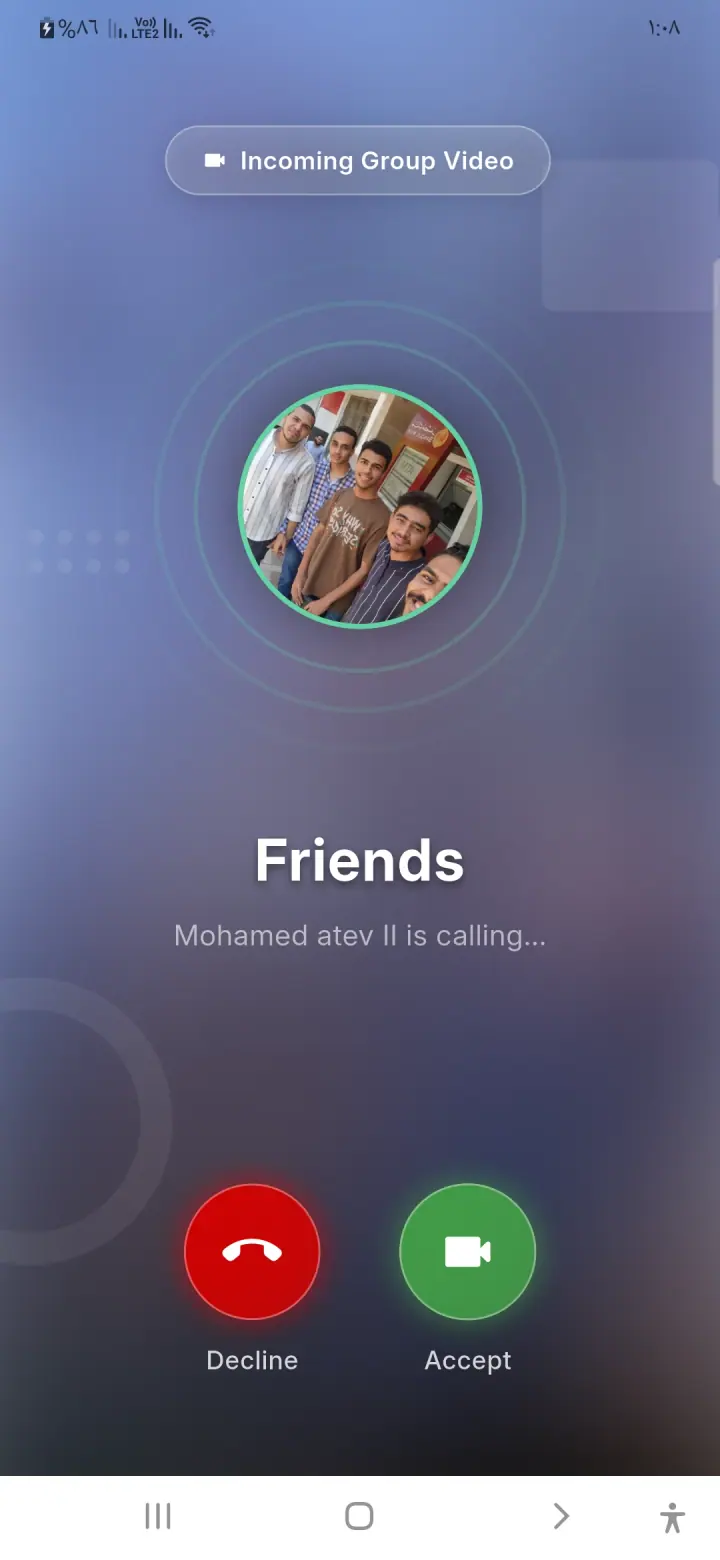 %٨٦ Vo)) LTE2 ١:٠٨
Incoming Group Video
Friends
Mohamed atev II is calling...
Decline
Accept